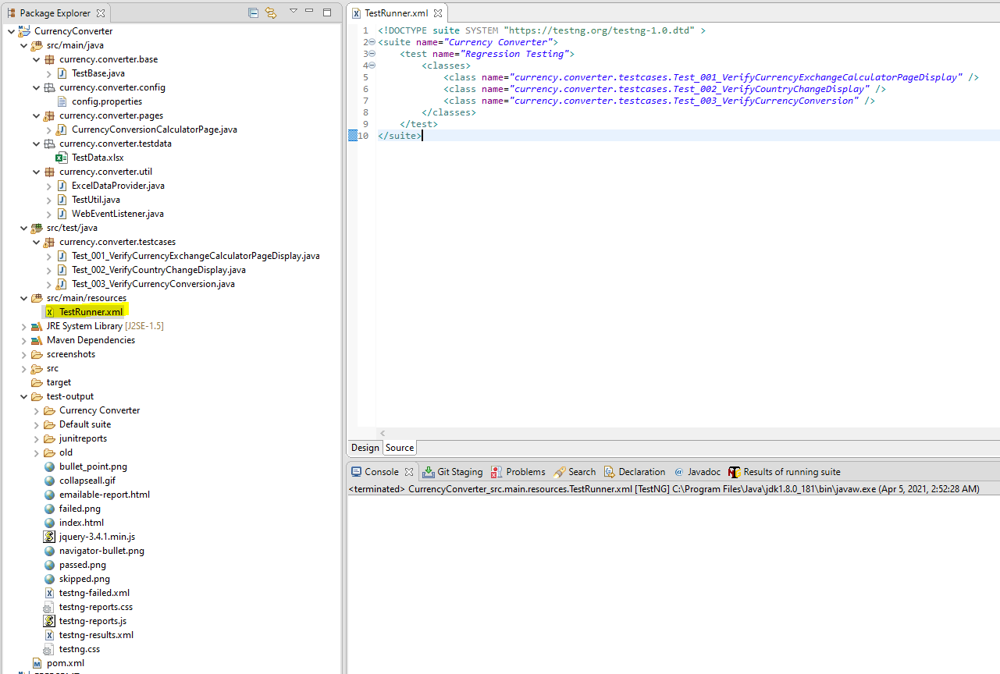 Package Explorer
CurrencyConverter
src/main/java
currency.converter.base
TestBase.java
currency.converter.config
config.properties
currency.converter.pages
CurrencyConversionCalculatorPage.java
currency.converter.testdata
TestData.xlsx
currency.converter.util
ExcelDataProvider.java
TestUtil.java
WebEventListener.java
src/test/java
currency.converter.testcases
Test_001_VerifyCurrencyExchangeCalculatorPageDisplay.java
Test_002_VerifyCountryChangeDisplay.java
Test_003_VerifyCurrencyConversion.java
src/main/resources
TestRunner.xml
JRE System Library [J2SE-1.5]
Maven Dependencies
screenshots
src
target
test-output
Currency Converter
Default suite
junitreports
old
bullet_point.png
collapseall.gif
emailable-report.html
failed.png
index.html
jquery-3.4.1.min.js
navigator-bullet.png
passed.png
skipped.png
testng-failed.xml
testng-reports.css
testng-reports.js
testng-results.xml
testng.css
pom.xml
TestRunner.xml
1 <!DOCTYPE suite SYSTEM "https://testng.org/testng-1.0.dtd" >
2 <suite name="Currency Converter">
3 <test name="Regression Testing">
4 <classes>
5 <class name="currency.converter.testcases.Test_001_VerifyCurrencyExchangeCalculatorPageDisplay" />
6 <class name="currency.converter.testcases.Test_002_VerifyCountryChangeDisplay" />
7 <class name="currency.converter.testcases.Test_003_VerifyCurrencyConversion" />
8 </classes>
9 </test>
10 </suite>
Design Source
Console Git Staging Problems Search Declaration @ Javadoc Results of running suite
<terminated> CurrencyConverter_src.main.resources.TestRunner.xml [TestNG] C:\Program Files\Java\jdk1.8.0_181\bin\javaw.exe (Apr 5, 2021, 2:52:28 AM)